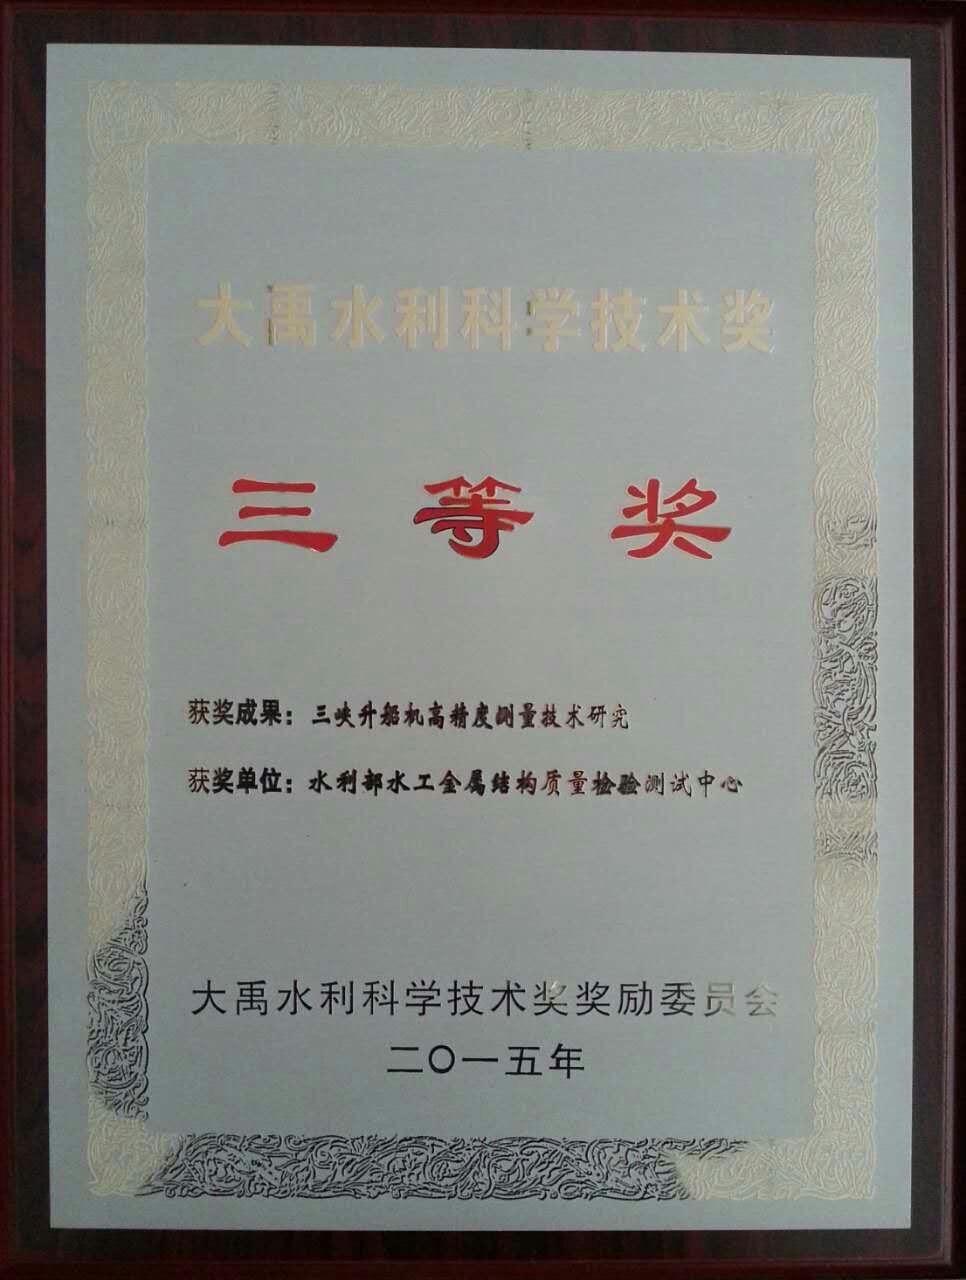 大禹水利科学技术奖
三等奖
获奖成果：三峡升船机高精度测量技术研究
获奖单位：水利部水工金属结构质量检验测试中心
大禹水利科学技术奖奖励委员会
二〇一五年